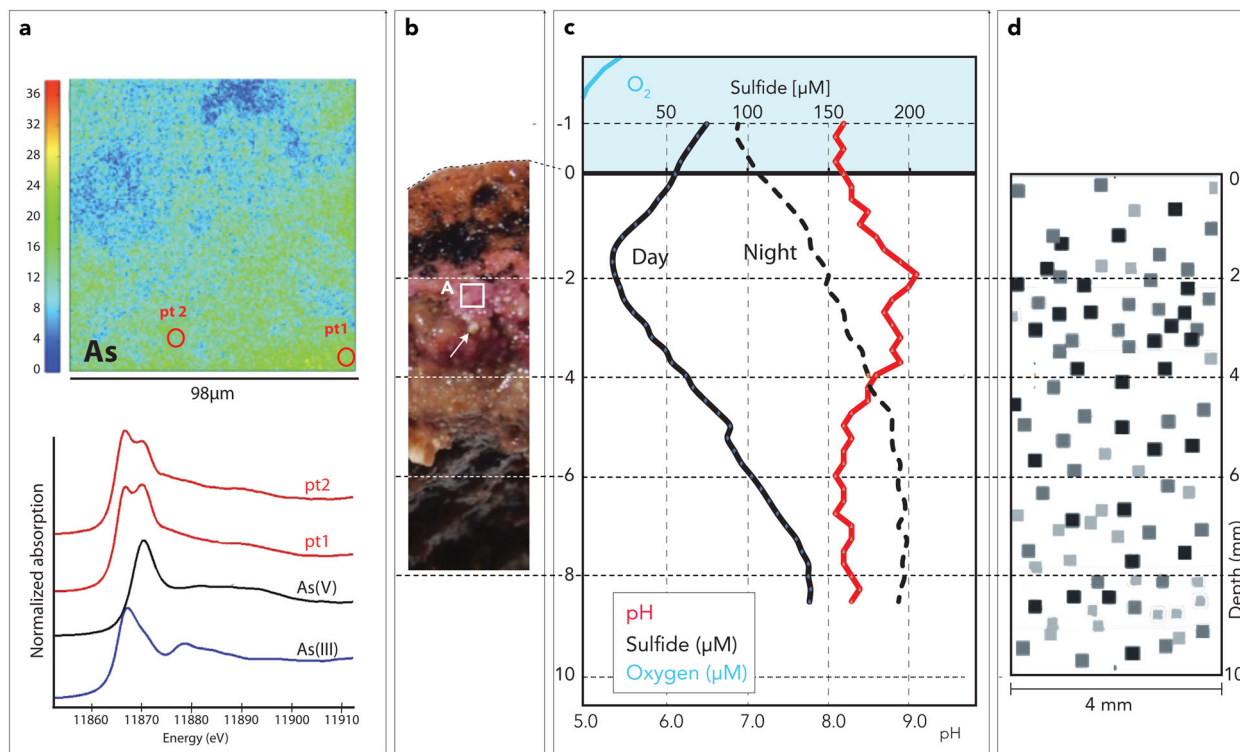 a
36
32
28
24
20
16
12
8
4
0
pt 2
pt1
As
98µm
Normalized absorption
pt2
pt1
As(V)
As(III)
11860 11870 11880 11890 11900 11910
Energy (eV)
b
A
c
O2
Sulfide [µM]
50 100 150 200
-1
0
Day
Night
2
4
6
8
10
pH
Sulfide (µM)
Oxygen (µM)
5.0 6.0 7.0 8.0 9.0
pH
d
0
2
4
6
8
10
Depth (mm)
4 mm